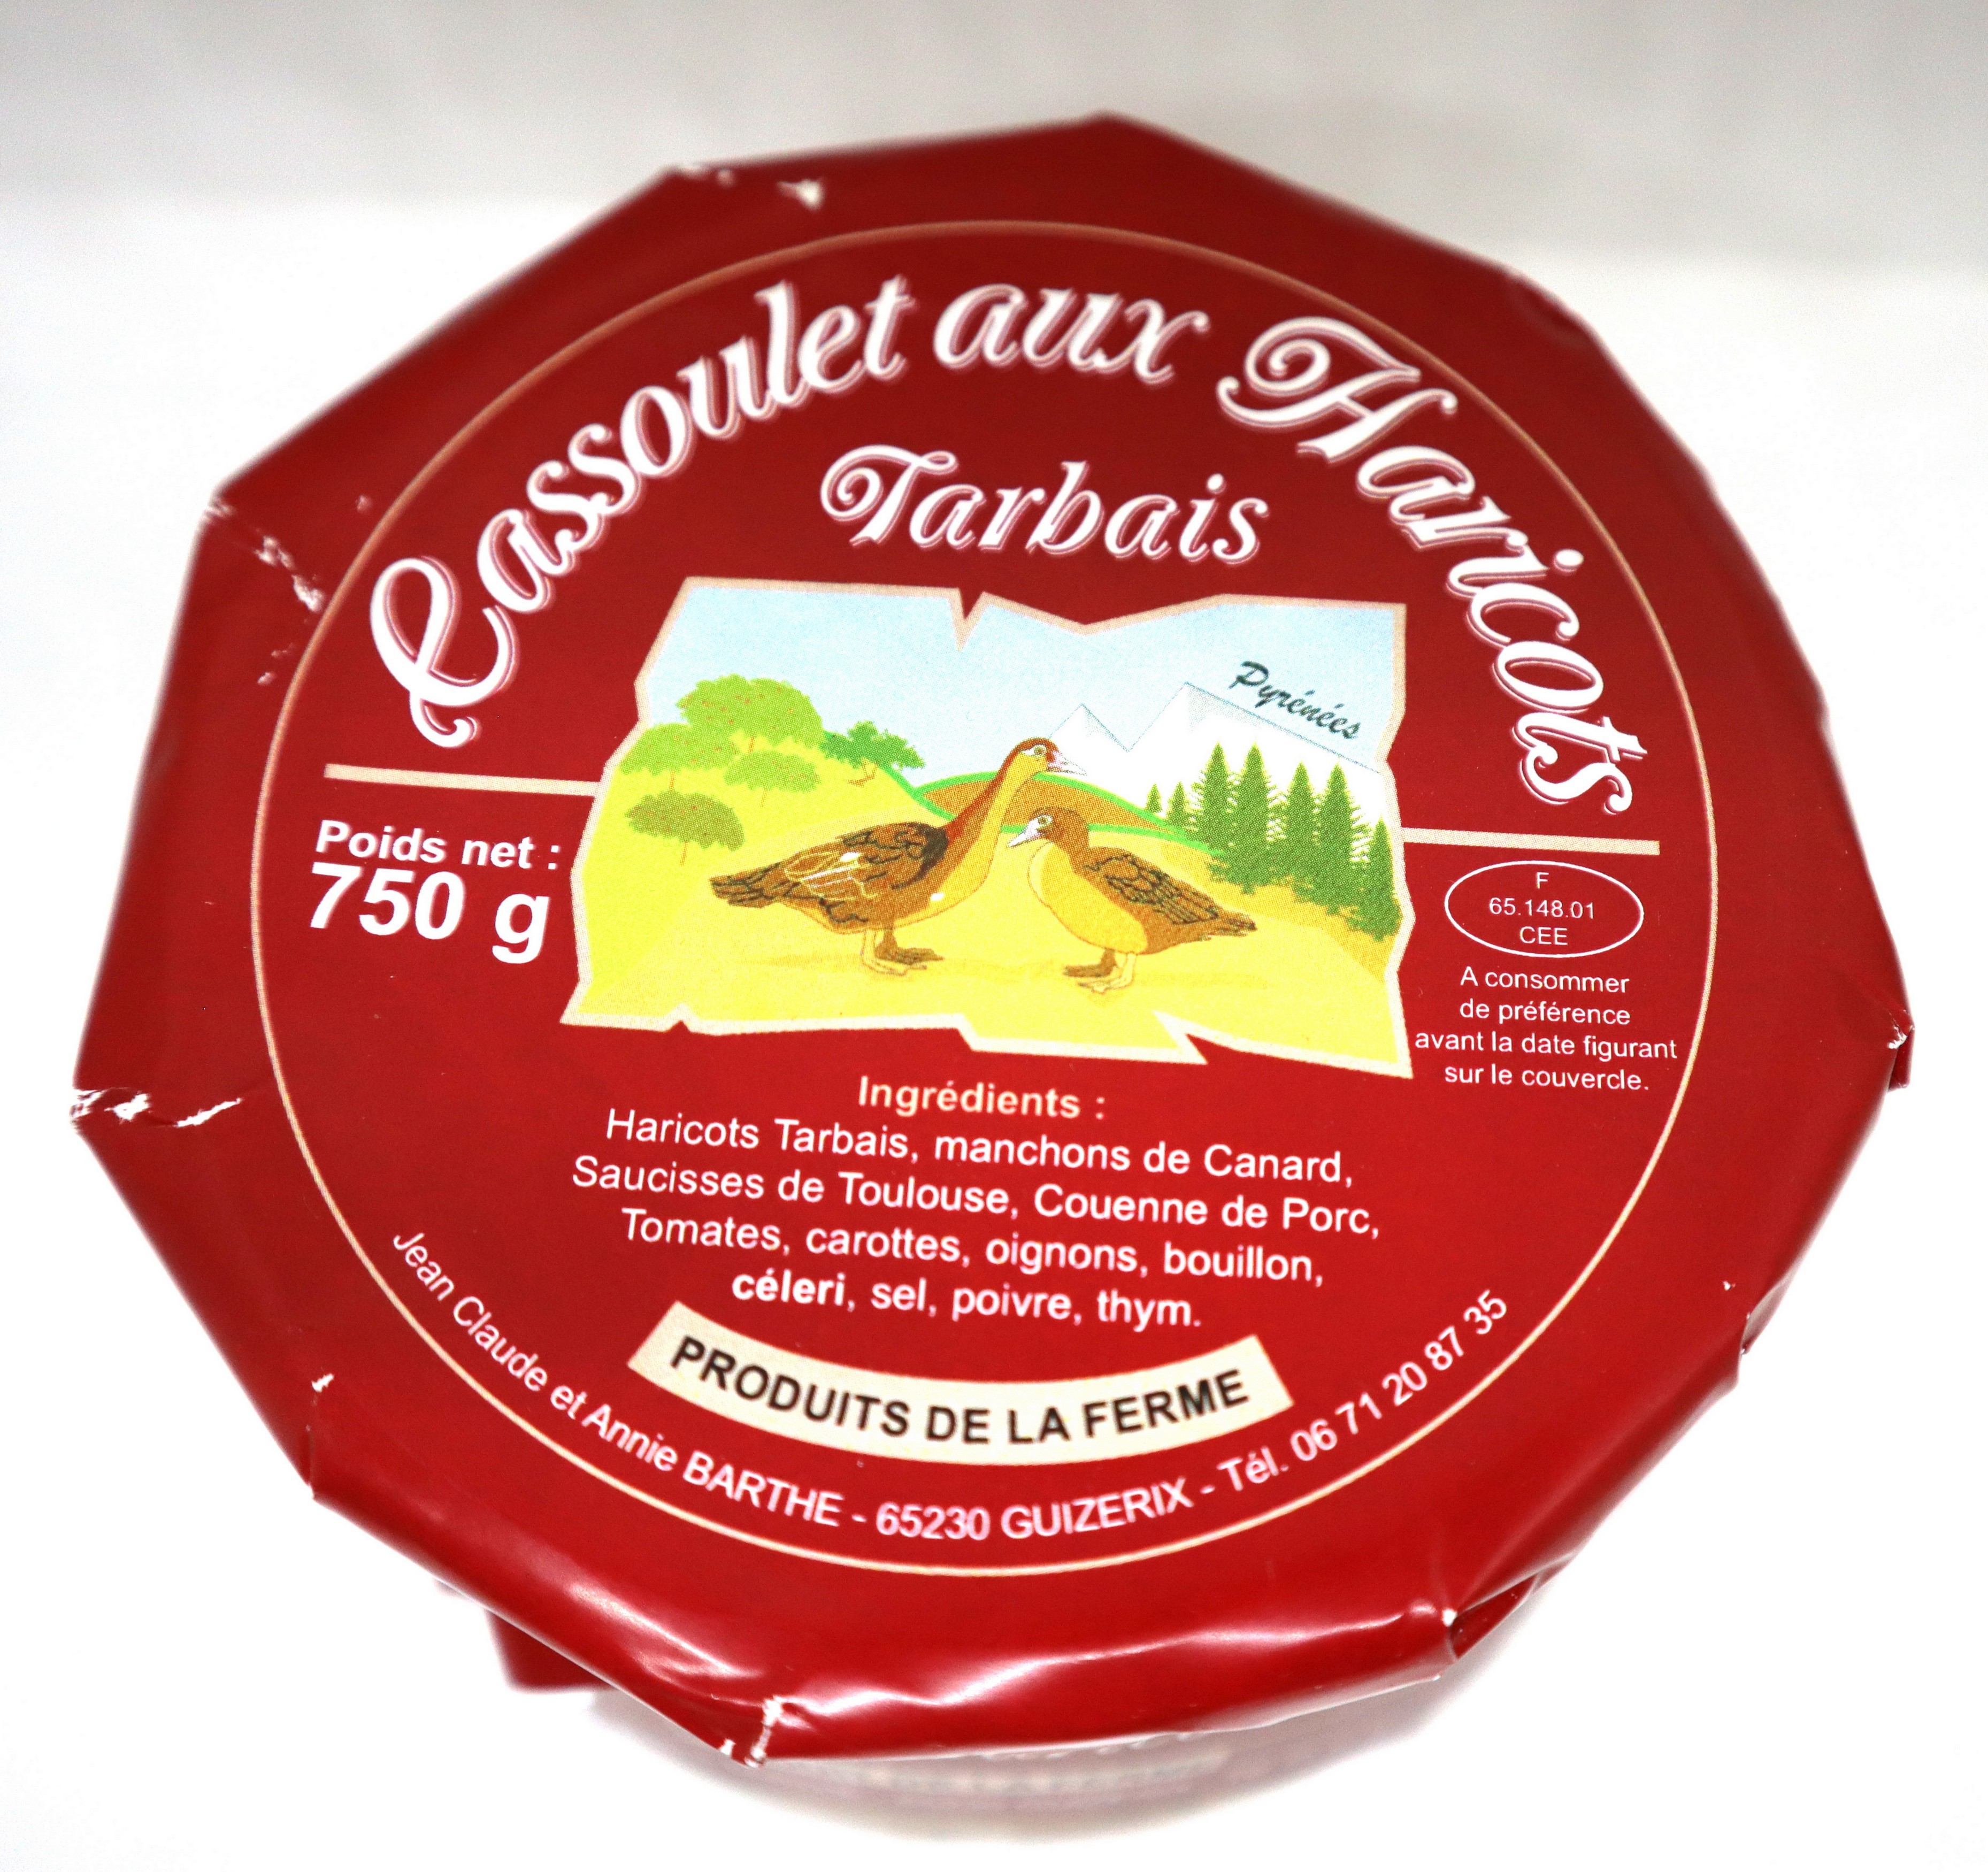 Cassoulet aux Haricots
Tarbais
Pyrénées
Poids net :
750 g
F
65.148.01
CEE
A consommer
de préférence
avant la date figurant
sur le couvercle.
Ingrédients :
Haricots Tarbais, manchons de Canard,
Saucisses de Toulouse, Couenne de Porc,
Tomates, carottes, oignons, bouillon,
céleri, sel, poivre, thym.
PRODUITS DE LA FERME
Jean Claude et Annie BARTHE - 65230 GUIZERIX - Tél. 06 71 20 87 35